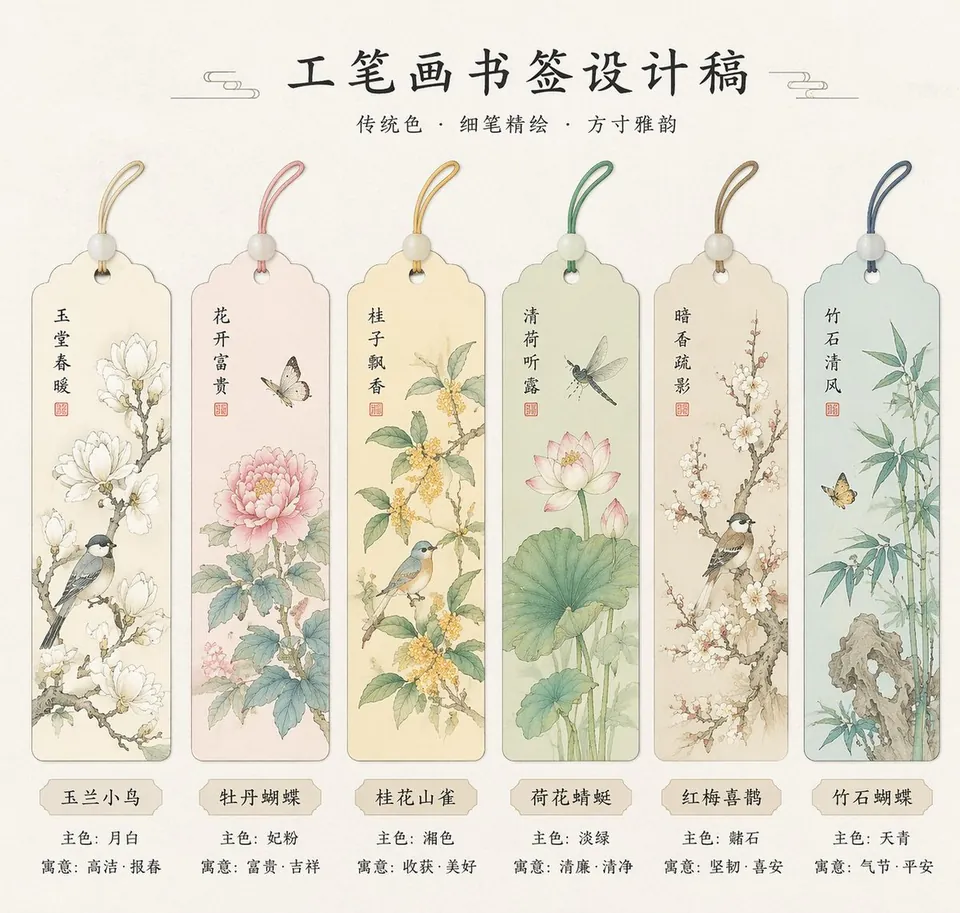 工笔画书签设计稿
传统色 · 细笔精绘 · 方寸雅韵
玉堂春暖
花开富贵
桂子飘香
清荷听露
暗香疏影
竹石清风
玉兰小鸟
主色: 月白
寓意: 高洁·报春
牡丹蝴蝶
主色: 妃粉
寓意: 富贵·吉祥
桂花山雀
主色: 湘色
寓意: 收获·美好
荷花蜻蜓
主色: 淡绿
寓意: 清廉·清净
红梅喜鹊
主色: 赭石
寓意: 坚韧·喜安
竹石蝴蝶
主色: 天青
寓意: 气节·平安